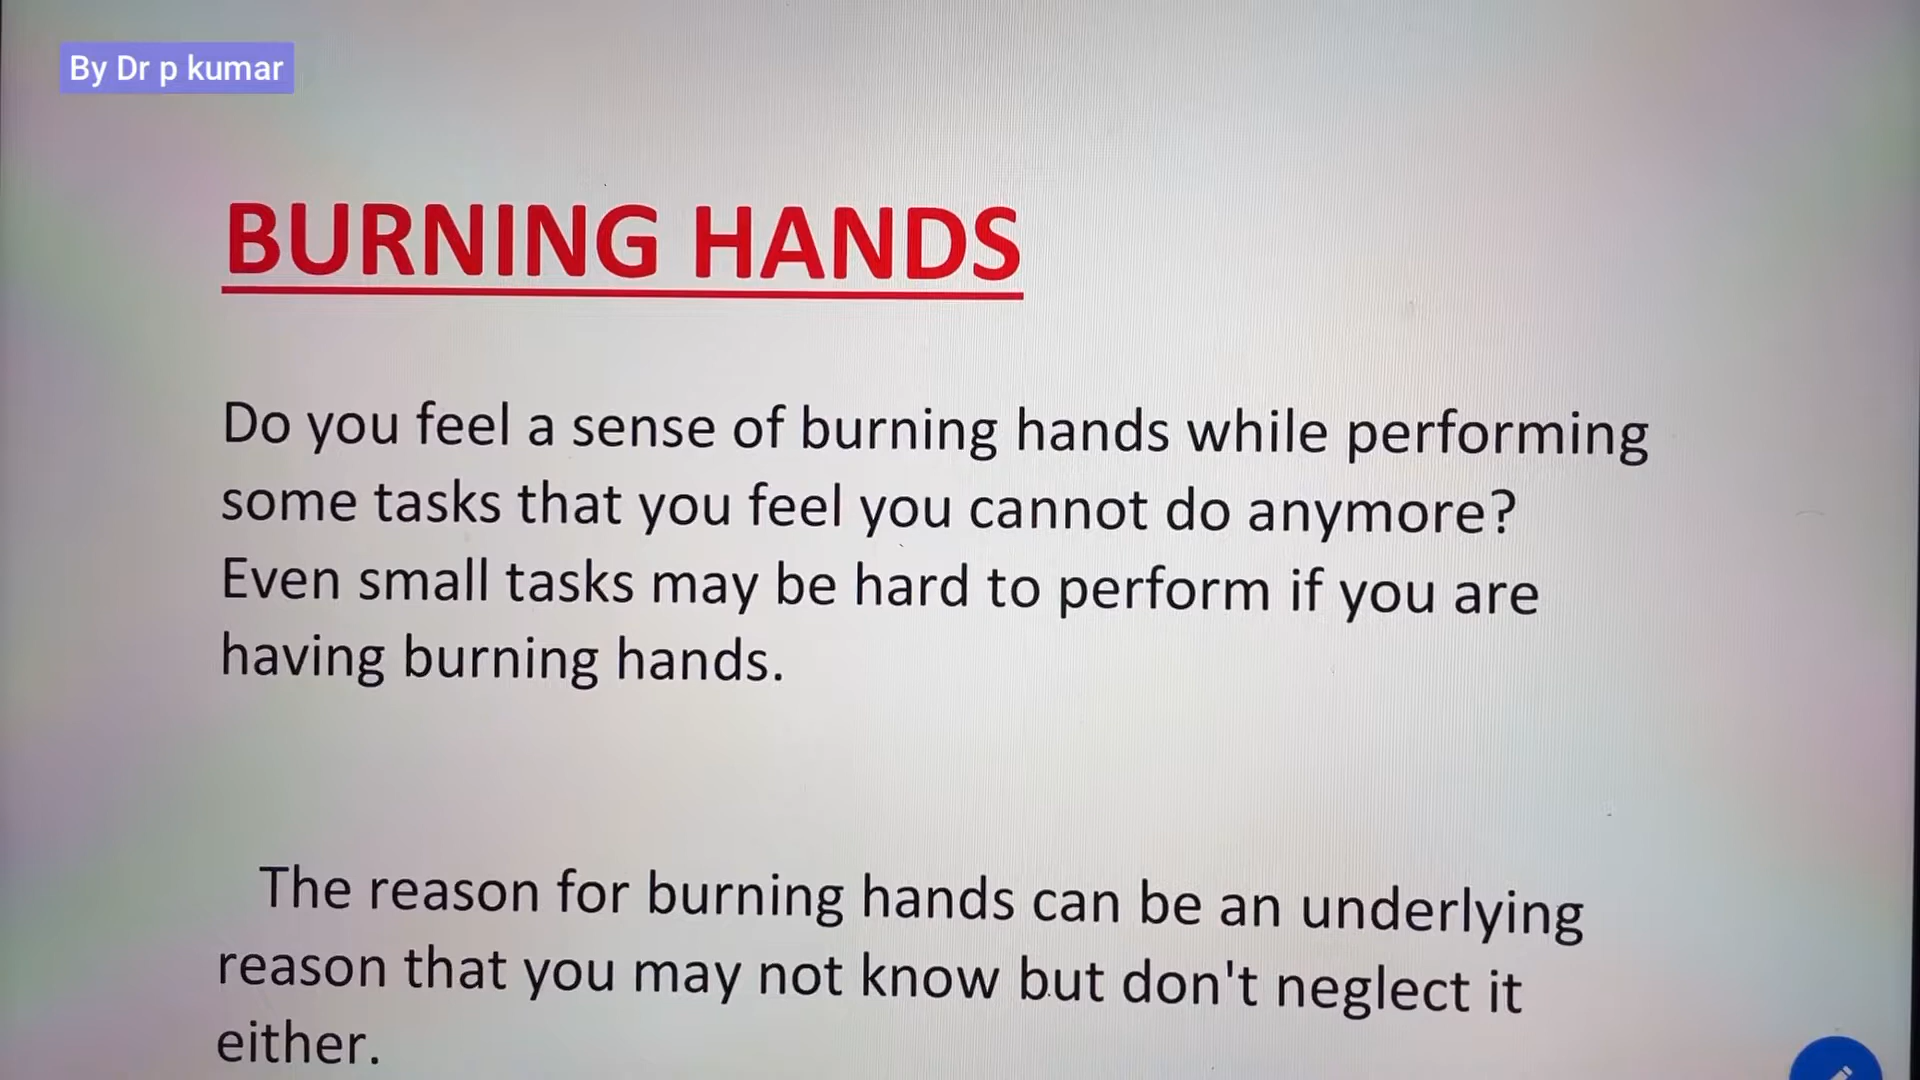 By Dr p kumar
BURNING HANDS
Do you feel a sense of burning hands while performing
some tasks that you feel you cannot do anymore?
Even small tasks may be hard to perform if you are
having burning hands.
The reason for burning hands can be an underlying
reason that you may not know but don't neglect it
either.